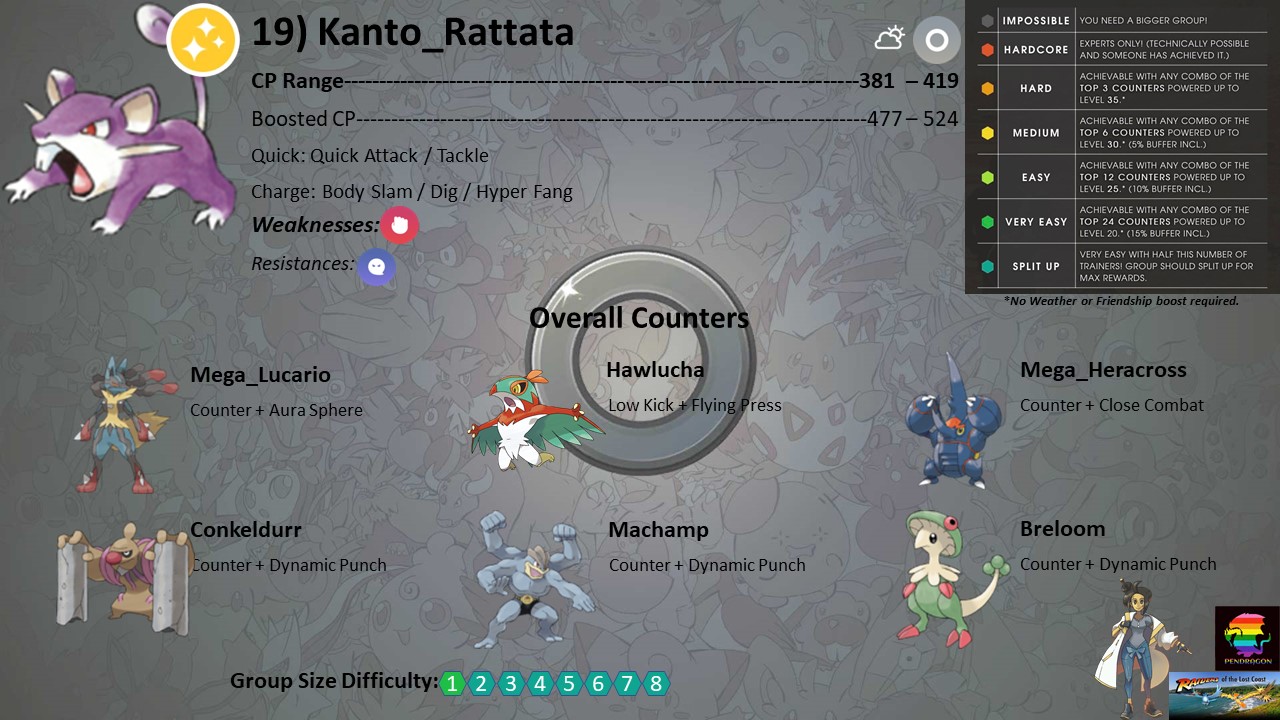 19) Kanto_Rattata
CP Range------------------------------------------------------------------------------381 – 419
Boosted CP-----------------------------------------------------------------------------477 – 524
Quick: Quick Attack / Tackle
Charge: Body Slam / Dig / Hyper Fang
Weaknesses:
Resistances:
IMPOSSIBLE YOU NEED A BIGGER GROUP!
HARDCORE EXPERTS ONLY! (TECHNICALLY POSSIBLE
AND SOMEONE HAS ACHIEVED IT.)
HARD ACHIEVABLE WITH ANY COMBO OF THE
TOP 3 COUNTERS POWERED UP TO
LEVEL 35.*
MEDIUM ACHIEVABLE WITH ANY COMBO OF THE
TOP 6 COUNTERS POWERED UP TO
LEVEL 30.* (5% BUFFER INCL.)
EASY ACHIEVABLE WITH ANY COMBO OF THE
TOP 12 COUNTERS POWERED UP TO
LEVEL 25.* (10% BUFFER INCL.)
VERY EASY ACHIEVABLE WITH ANY COMBO OF THE
TOP 24 COUNTERS POWERED UP TO
LEVEL 20.* (15% BUFFER INCL.)
SPLIT UP VERY EASY WITH HALF THIS NUMBER OF
TRAINERS! GROUP SHOULD SPLIT UP FOR
MAX REWARDS.
*No Weather or Friendship boost required.
Overall Counters
Mega_Lucario
Counter + Aura Sphere
Hawlucha
Low Kick + Flying Press
Mega_Heracross
Counter + Close Combat
Conkeldurr
Counter + Dynamic Punch
Machamp
Counter + Dynamic Punch
Breloom
Counter + Dynamic Punch
Group Size Difficulty: 1 2 3 4 5 6 7 8
PENDRAGON
RAIDERS of the Lost Coast